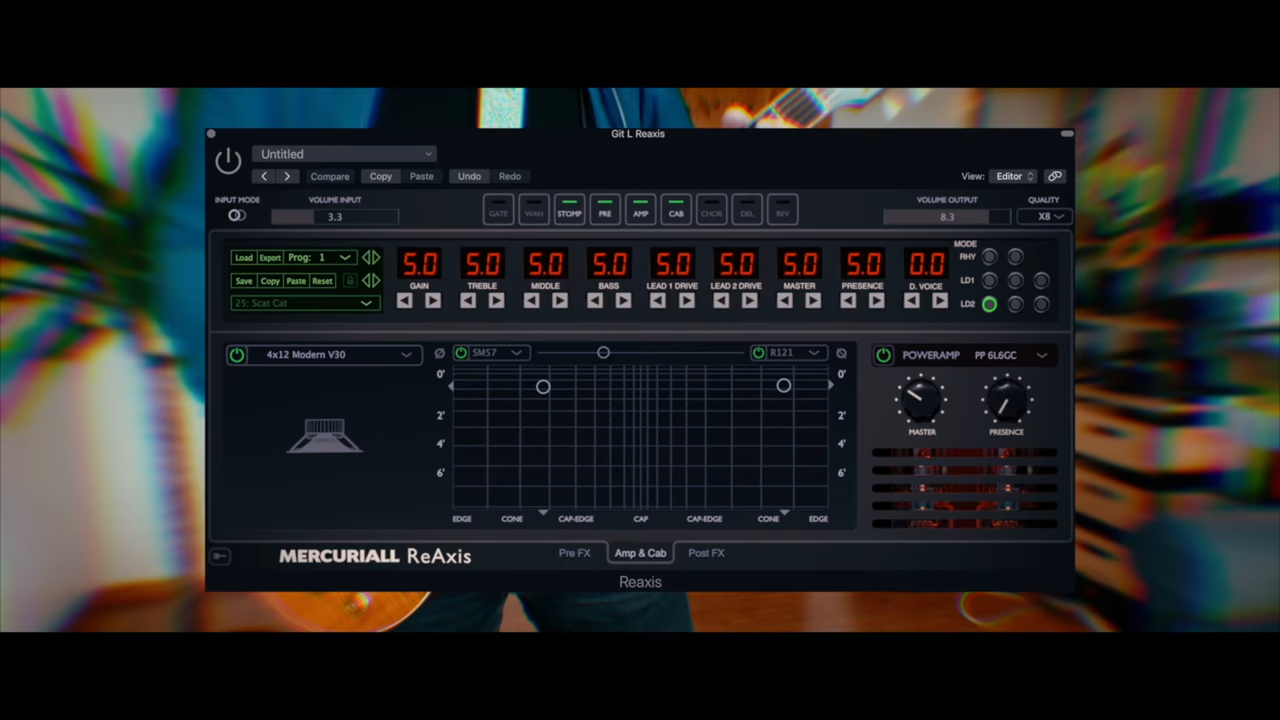 Git L Reaxis
Untitled
Compare Copy Paste Undo Redo View: Editor
INPUT MODE VOLUME INPUT VOLUME OUTPUT QUALITY
3.3 GATE WAH STOMP PRE AMP CAB CHOR DEL REV 8.3 X8
MODE
Load Export Prog: 1 5.0 5.0 5.0 5.0 5.0 5.0 5.0 5.0 0.0 RHY
Save Copy Paste Reset GAIN TREBLE MIDDLE BASS LEAD 1 DRIVE LEAD 2 DRIVE MASTER PRESENCE D. VOICE LD1
25: Scat Cat LD2
4x12 Modern V30 SM57 R121 POWERAMP PP 6L6GC
0' 0'
2' 2'
MASTER PRESENCE
4' 4'
6' 6'
EDGE CONE CAP-EDGE CAP CAP-EDGE CONE EDGE
MERCURIALL ReAxis Pre FX Amp & Cab Post FX
Reaxis